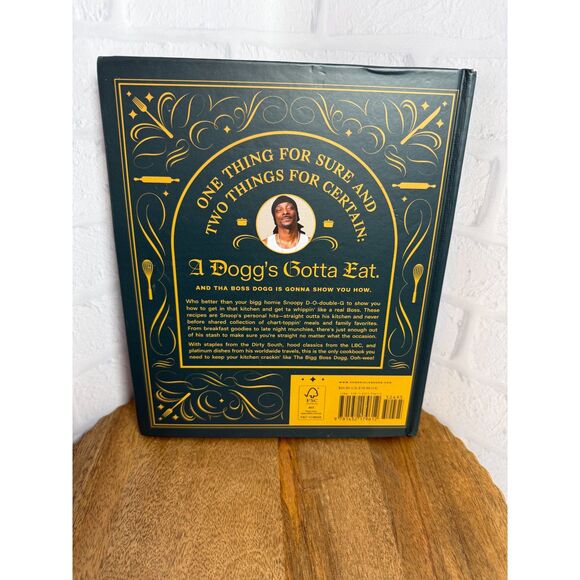 ONE THING FOR SURE AND
TWO THINGS FOR CERTAIN:
A Dogg's Gotta Eat.
AND THA BOSS DOGG IS GONNA SHOW YOU HOW.
Who better than your bigg homie Snoopy D-O-double-G to show you
how to get in that kitchen and get ta whippin' like a real Boss. These
recipes are Snoop's personal hits—straight outta his kitchen and never
before shared collection of chart-toppin' meals and family favorites.
From breakfast goodies to late night munchies, there's just enough out
of his stash to make sure you're straight no matter what the occasion.
With staples from the Dirty South, hood classics from the LBC, and
platinum dishes from his worldwide travels, this is the only cookbook you
need to keep your kitchen crackin' like The Bigg Boss Dogg. Ooh-wee!
FSC
MIX
52495
9 781452 179612